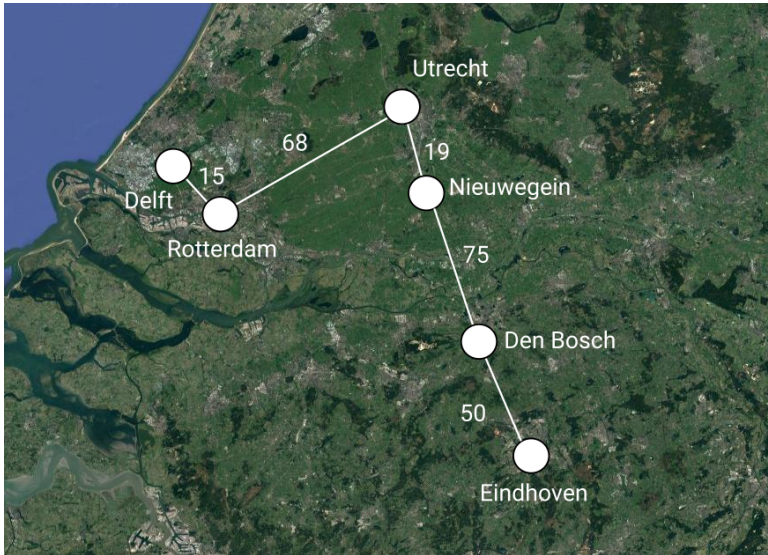 Utrecht
68
19
15
Nieuwegein
Delft
Rotterdam
75
Den Bosch
50
Eindhoven